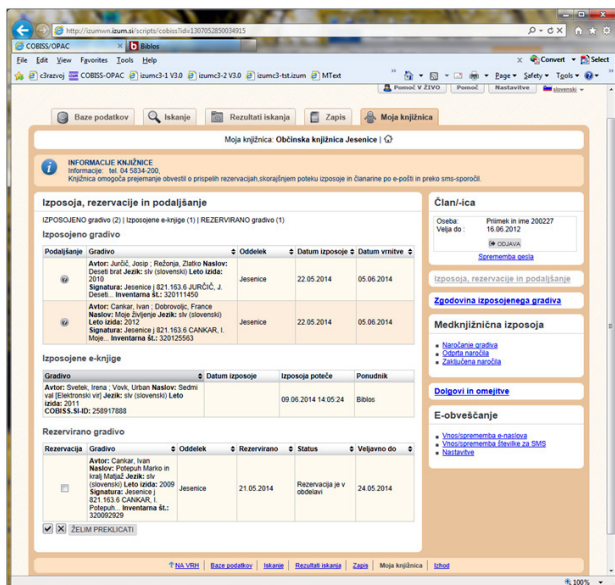 http://izumwn.izum.si/scripts/cobiss?id=1307052850034915
COBISS/OPAC
Biblos
File Edit View Favorites Tools Help
Convert Select
c3razvoj COBISS-OPAC izumc3-1 V3.0 izumc3-2 V3.0 izumc3-tst.izum MText
Page Safety Tools
Pomoč V ŽIVO Pomoč Nastavitve slovenski
Baze podatkov Iskanje Rezultati iskanja Zapis Moja knjižnica
Moja knjižnica: Občinska knjižnica Jesenice |
INFORMACIJE KNJIŽNICE
Informacije: tel. 04 5834-200,
Knjižnica omogoča prejemanje obvestil o prispelih rezervacijah,skorajšnjem poteku izposoje in članarine po e-pošti in preko sms-sporočil.
Izposoja, rezervacije in podaljšanje
IZPOSOJENO gradivo (2) | Izposojene e-knjige (1) | REZERVIRANO gradivo (1)
Izposojeno gradivo
Podaljšanje Gradivo Oddelek Datum izposoje Datum vrnitve
Avtor: Jurčič, Josip ; Režonja, Zlatko Naslov:
Deseti brat Jezik: slv (slovenski) Leto izida:
2010
Signatura: Jesenice j 821.163.6 JURČIČ, J.
Deseti... Inventarna št.: 320111450
Jesenice 22.05.2014 05.06.2014
Avtor: Cankar, Ivan ; Dobrovoljc, France
Naslov: Moje življenje Jezik: slv (slovenski)
Leto izida: 2012
Signatura: Jesenice j 821.163.6 CANKAR, I.
Moje... Inventarna št.: 320125563
Jesenice 22.05.2014 05.06.2014
Izposojene e-knjige
Gradivo Datum izposoje Izposoja poteče Ponudnik
Avtor: Svetek, Irena ; Vovk, Urban Naslov: Sedmi
val [Elektronski vir] Jezik: slv (slovenski) Leto
izida: 2011
COBISS.SI-ID: 258917888
09.06.2014 14:05:24 Biblos
Rezervirano gradivo
Rezervacija Gradivo Oddelek Rezervirano Status Veljavno do
Avtor: Cankar, Ivan
Naslov: Potepuh Marko in
kralj Matjaž Jezik: slv
(slovenski) Leto izida: 2009
Signatura: Jesenice j
821.163.6 CANKAR, I.
Potepuh... Inventarna št.:
320092929
Jesenice 21.05.2014 Rezervacija je v
obdelavi 24.05.2014
ŽELIM PREKLICATI
Član/-ica
Oseba: Priimek in ime 200227
Velja do : 16.06.2012
ODJAVA
Sprememba gesla
Izposoja, rezervacije in podaljšanje
Zgodovina izposojenega gradiva
Medknjižnična izposoja
Naročanje gradiva
Odprta naročila
Zaključena naročila
Dolgovi in omejitve
E-obveščanje
Vnos/sprememba e-naslova
Vnos/sprememba številke za SMS
Nastavitve
NA VRH | Baze podatkov | Iskanje | Rezultati iskanja | Zapis | Moja knjižnica | Izhod
100%